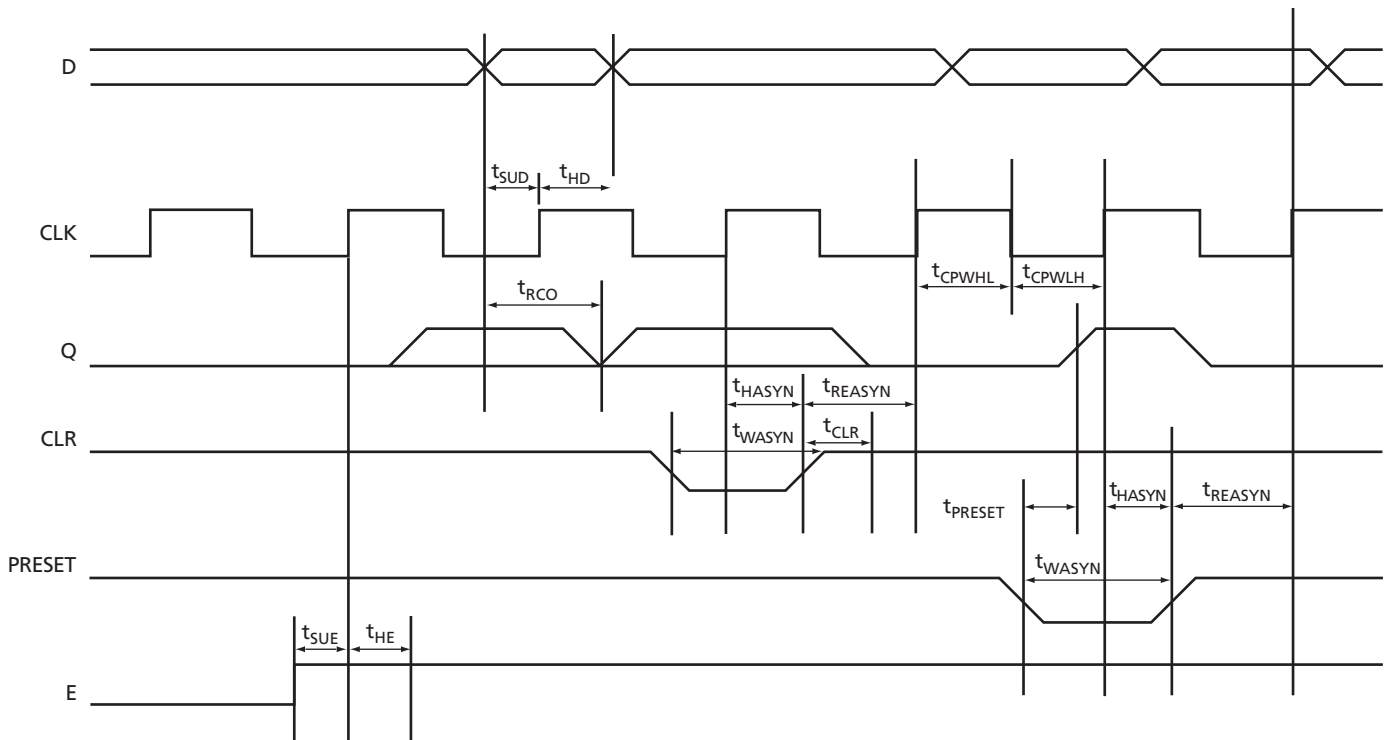 D
tSUD tHD
CLK
tCPWHL tCPWLH
tRCO
Q
tHASYN tREASYN
CLR
tWASYN tCLR
tPRESET tHASYN tREASYN
PRESET
tWASYN
tSUE tHE
E